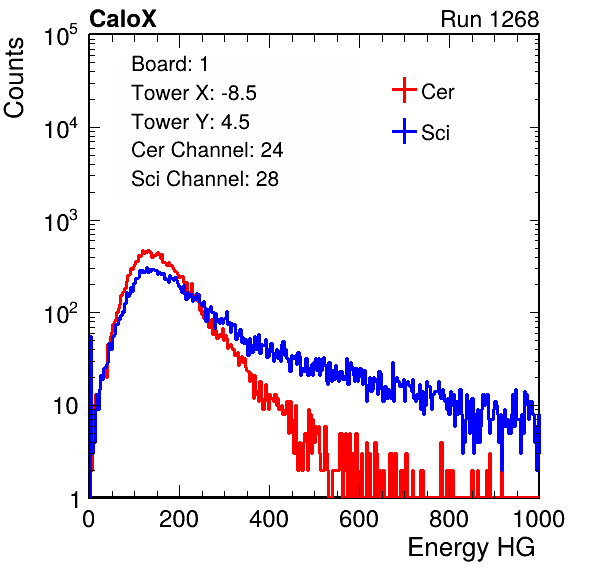 CaloX Run 1268
Counts
Board: 1
Tower X: -8.5
Tower Y: 4.5
Cer Channel: 24
Sci Channel: 28
Cer
Sci
10^5
10^4
10^3
10^2
10
1
0 200 400 600 800 1000
Energy HG